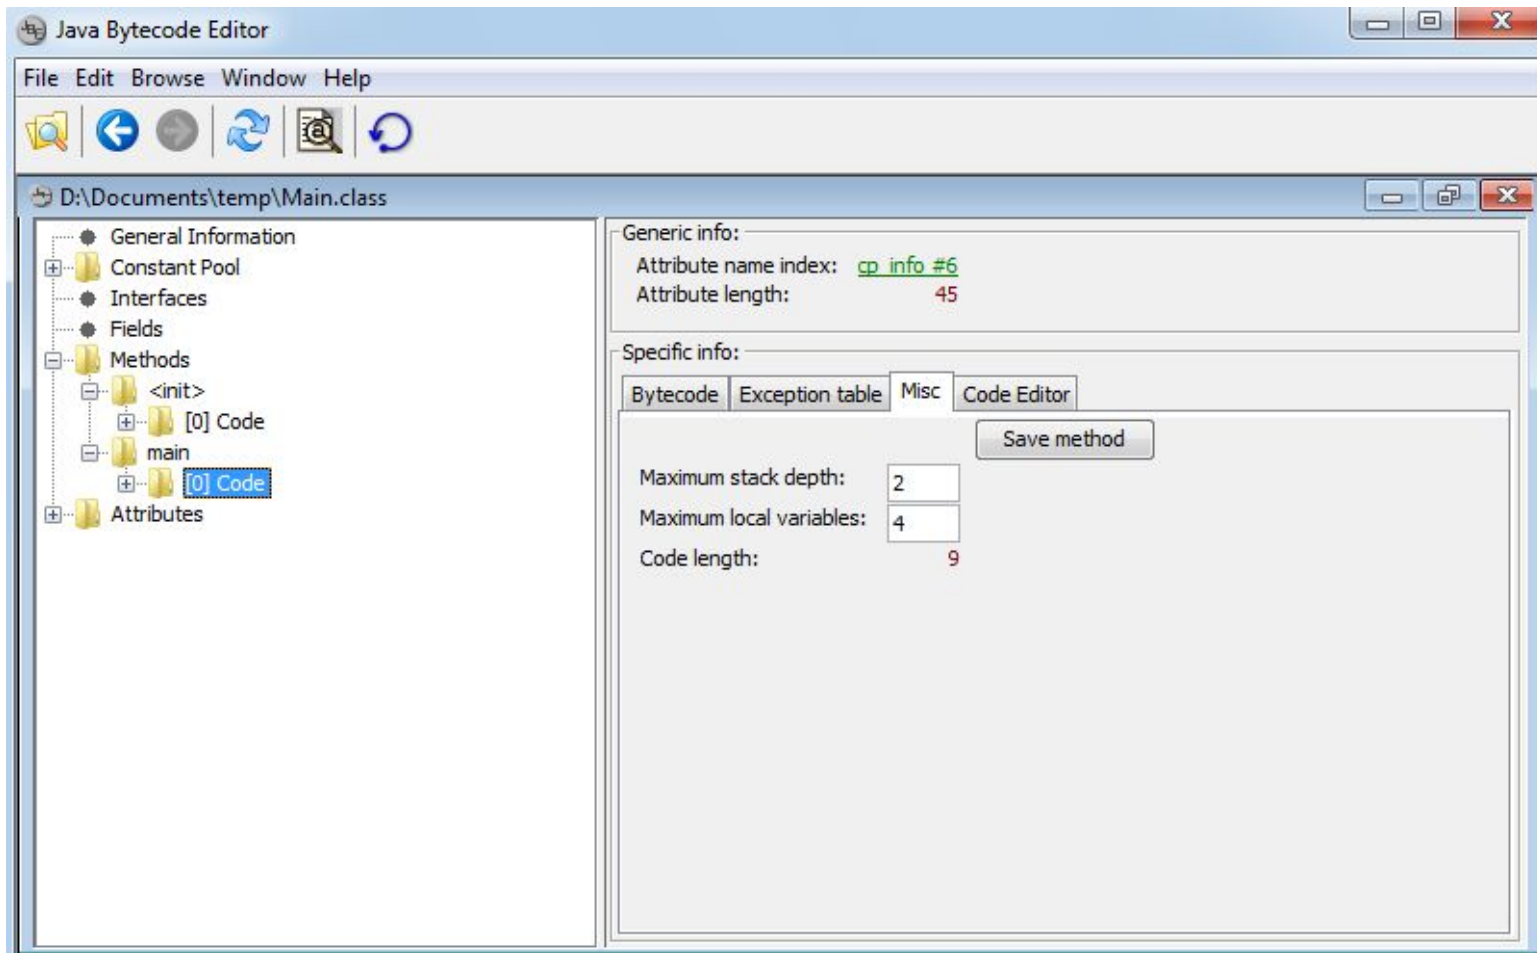 Java Bytecode Editor
File Edit Browse Window Help
D:\Documents\temp\Main.class
General Information
Constant Pool
Interfaces
Fields
Methods
<init>
[0] Code
main
[0] Code
Attributes
Generic info:
Attribute name index: cp_info #6
Attribute length: 45
Specific info:
Bytecode Exception table Misc Code Editor
Save method
Maximum stack depth: 2
Maximum local variables: 4
Code length: 9